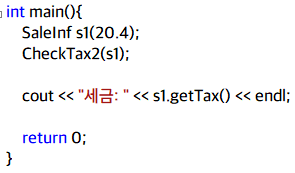 int main(){
SaleInf s1(20.4);
CheckTax2(s1);
cout << "세금: " << s1.getTax() << endl;
return 0;
}